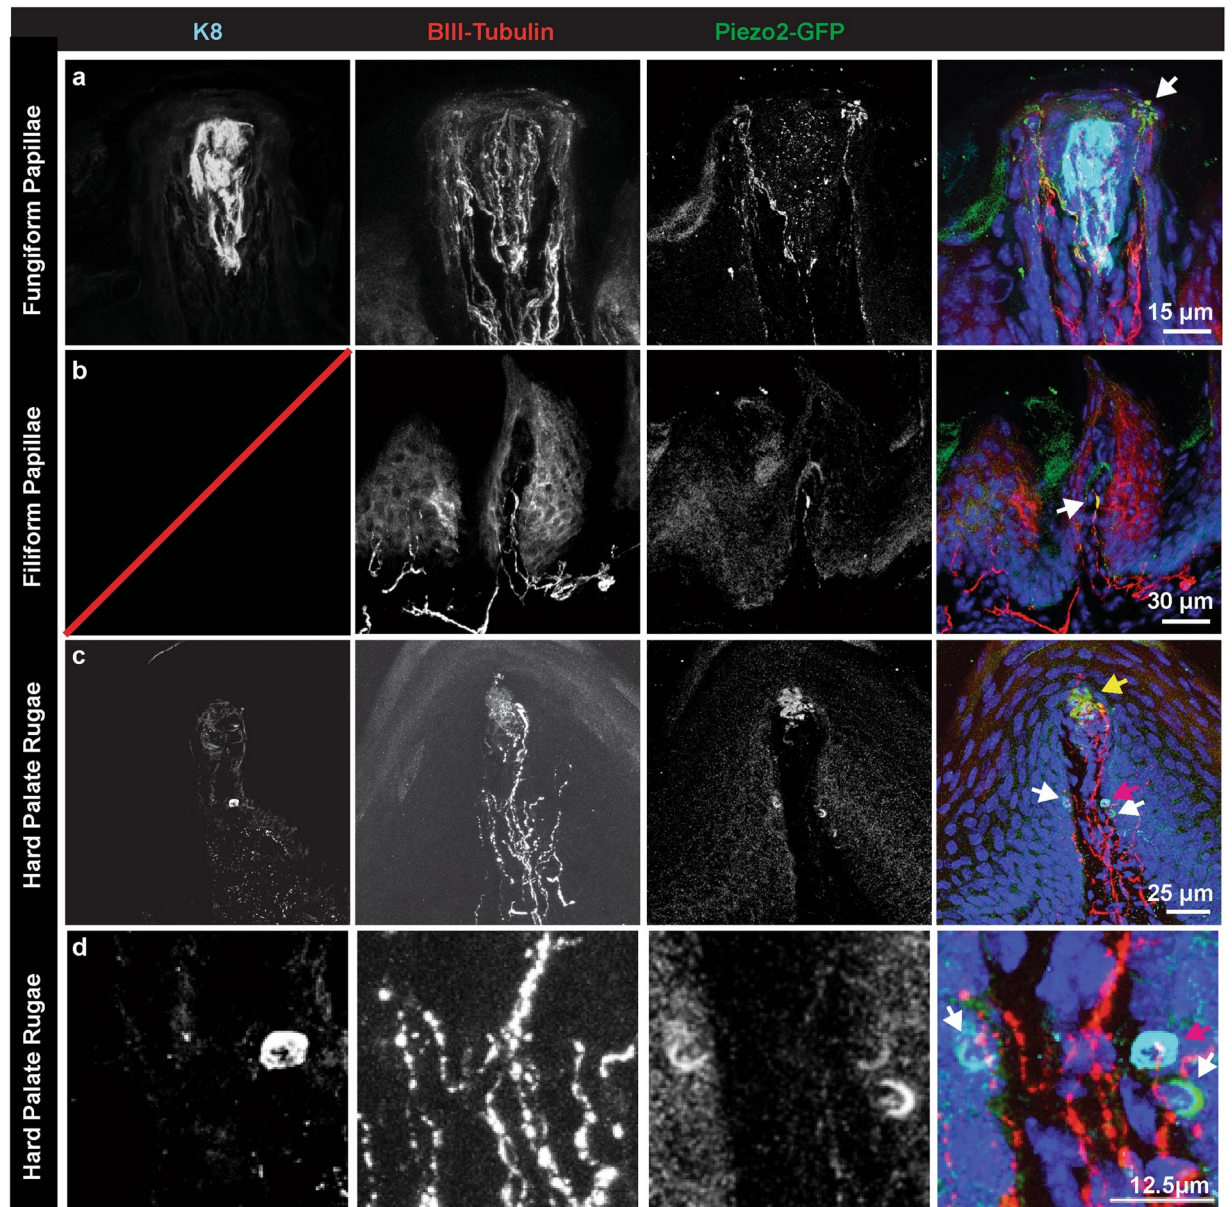 K8 BIII-Tubulin Piezo2-GFP
Fungiform Papillae
a
15 µm
Filiform Papillae
b
30 µm
Hard Palate Rugae
c
25 µm
Hard Palate Rugae
d
12.5µm